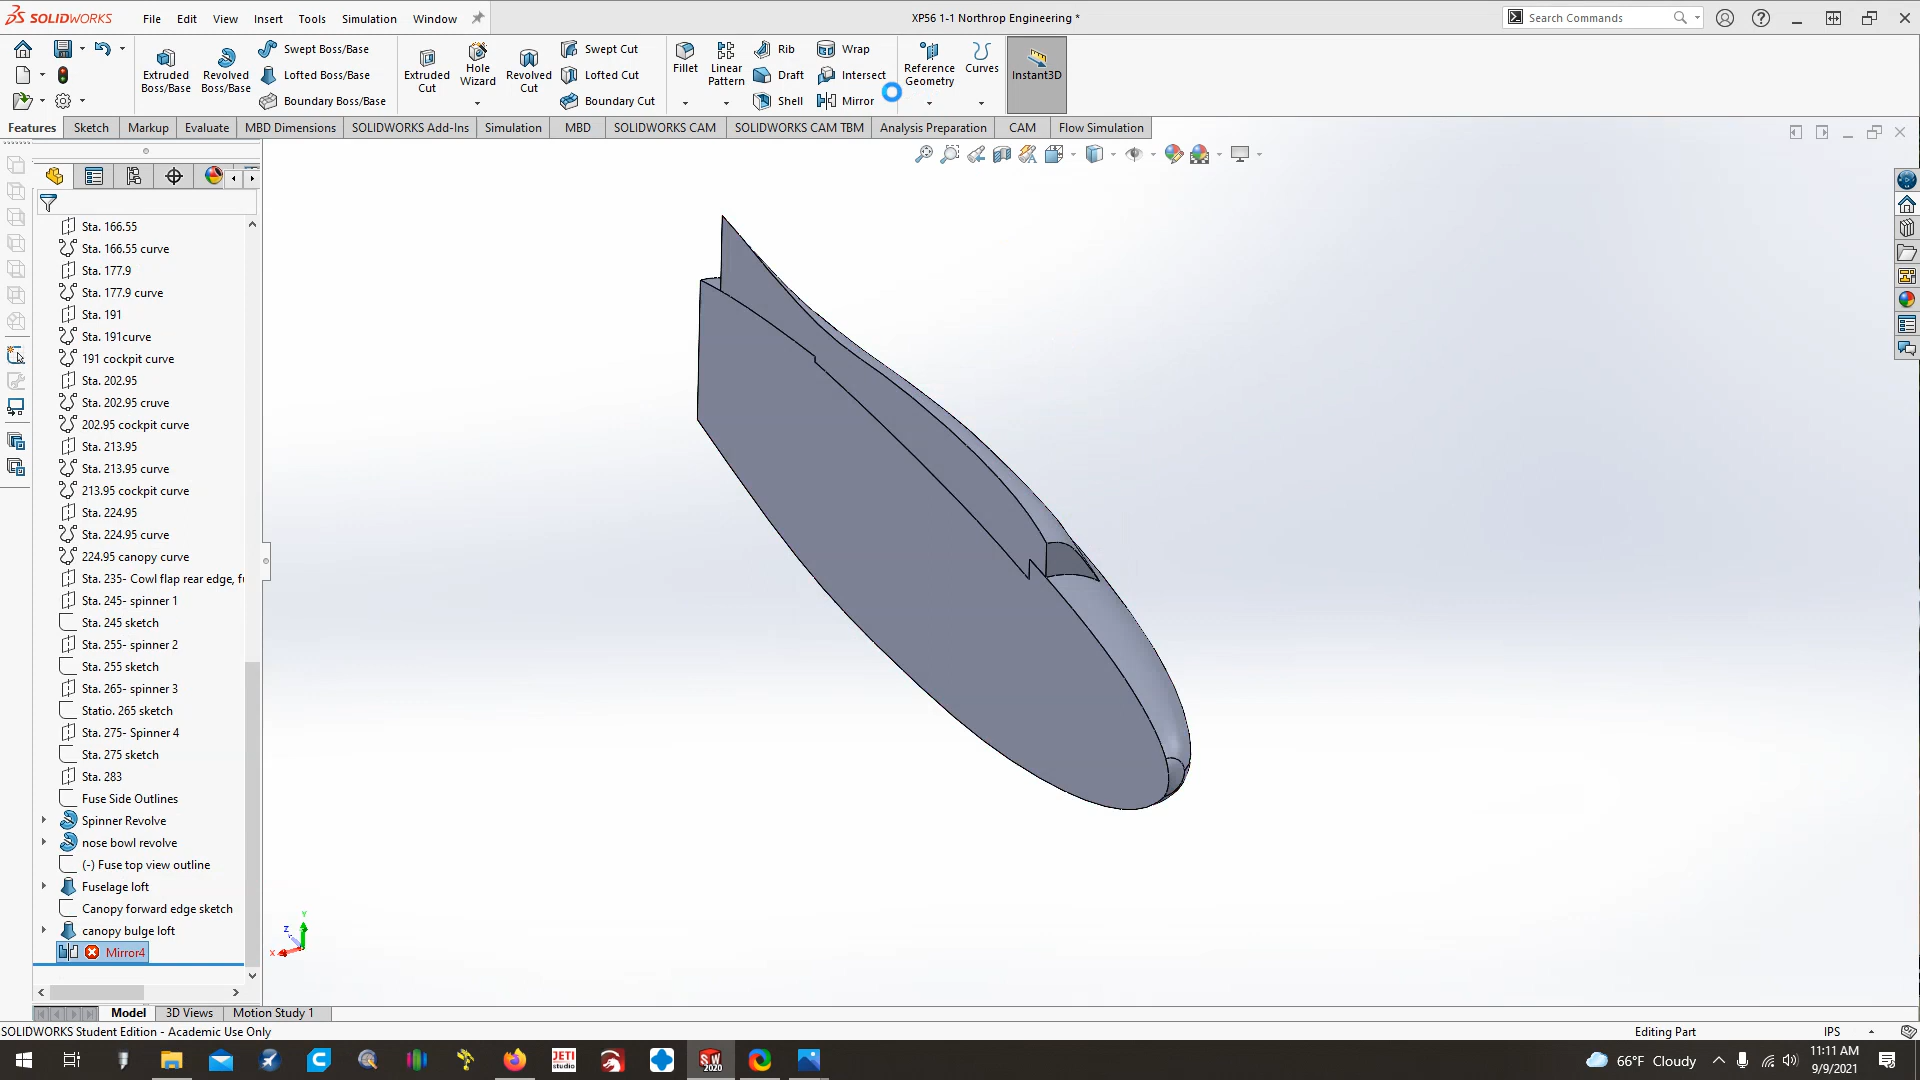 SOLIDWORKS File Edit View Insert Tools Simulation Window XP56 1-1 Northrop Engineering * Search Commands
Extruded Boss/Base
Revolved Boss/Base
Swept Boss/Base
Lofted Boss/Base
Boundary Boss/Base
Extruded Cut
Hole Wizard
Revolved Cut
Swept Cut
Lofted Cut
Boundary Cut
Fillet
Linear Pattern
Rib
Draft
Shell
Wrap
Intersect
Mirror
Reference Geometry
Curves
Instant3D
Features Sketch Markup Evaluate MBD Dimensions SOLIDWORKS Add-Ins Simulation MBD SOLIDWORKS CAM SOLIDWORKS CAM TBM Analysis Preparation CAM Flow Simulation
Sta. 166.55
Sta. 166.55 curve
Sta. 177.9
Sta. 177.9 curve
Sta. 191
Sta. 191curve
191 cockpit curve
Sta. 202.95
Sta. 202.95 cruve
202.95 cockpit curve
Sta. 213.95
Sta. 213.95 curve
213.95 cockpit curve
Sta. 224.95
Sta. 224.95 curve
224.95 canopy curve
Sta. 235- Cowl flap rear edge, fu
Sta. 245- spinner 1
Sta. 245 sketch
Sta. 255- spinner 2
Sta. 255 sketch
Sta. 265- spinner 3
Statio. 265 sketch
Sta. 275- Spinner 4
Sta. 275 sketch
Sta. 283
Fuse Side Outlines
Spinner Revolve
nose bowl revolve
(-) Fuse top view outline
Fuselage loft
Canopy forward edge sketch
canopy bulge loft
Mirror4
Y
Z
X
Model 3D Views Motion Study 1
SOLIDWORKS Student Edition - Academic Use Only Editing Part IPS
JETI studio
SW 2020
66°F Cloudy
11:11 AM
9/9/2021